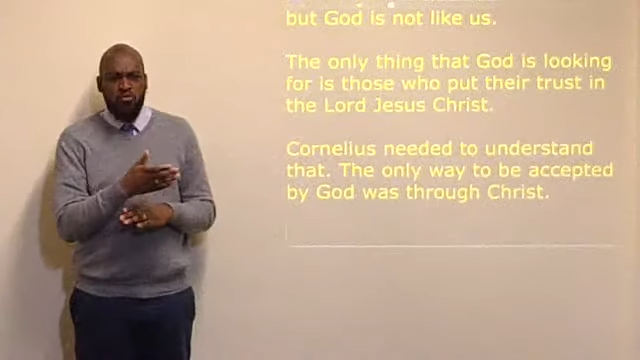 but God is not like us.
The only thing that God is looking
for is those who put their trust in
the Lord Jesus Christ.
Cornelius needed to understand
that. The only way to be accepted
by God was through Christ.